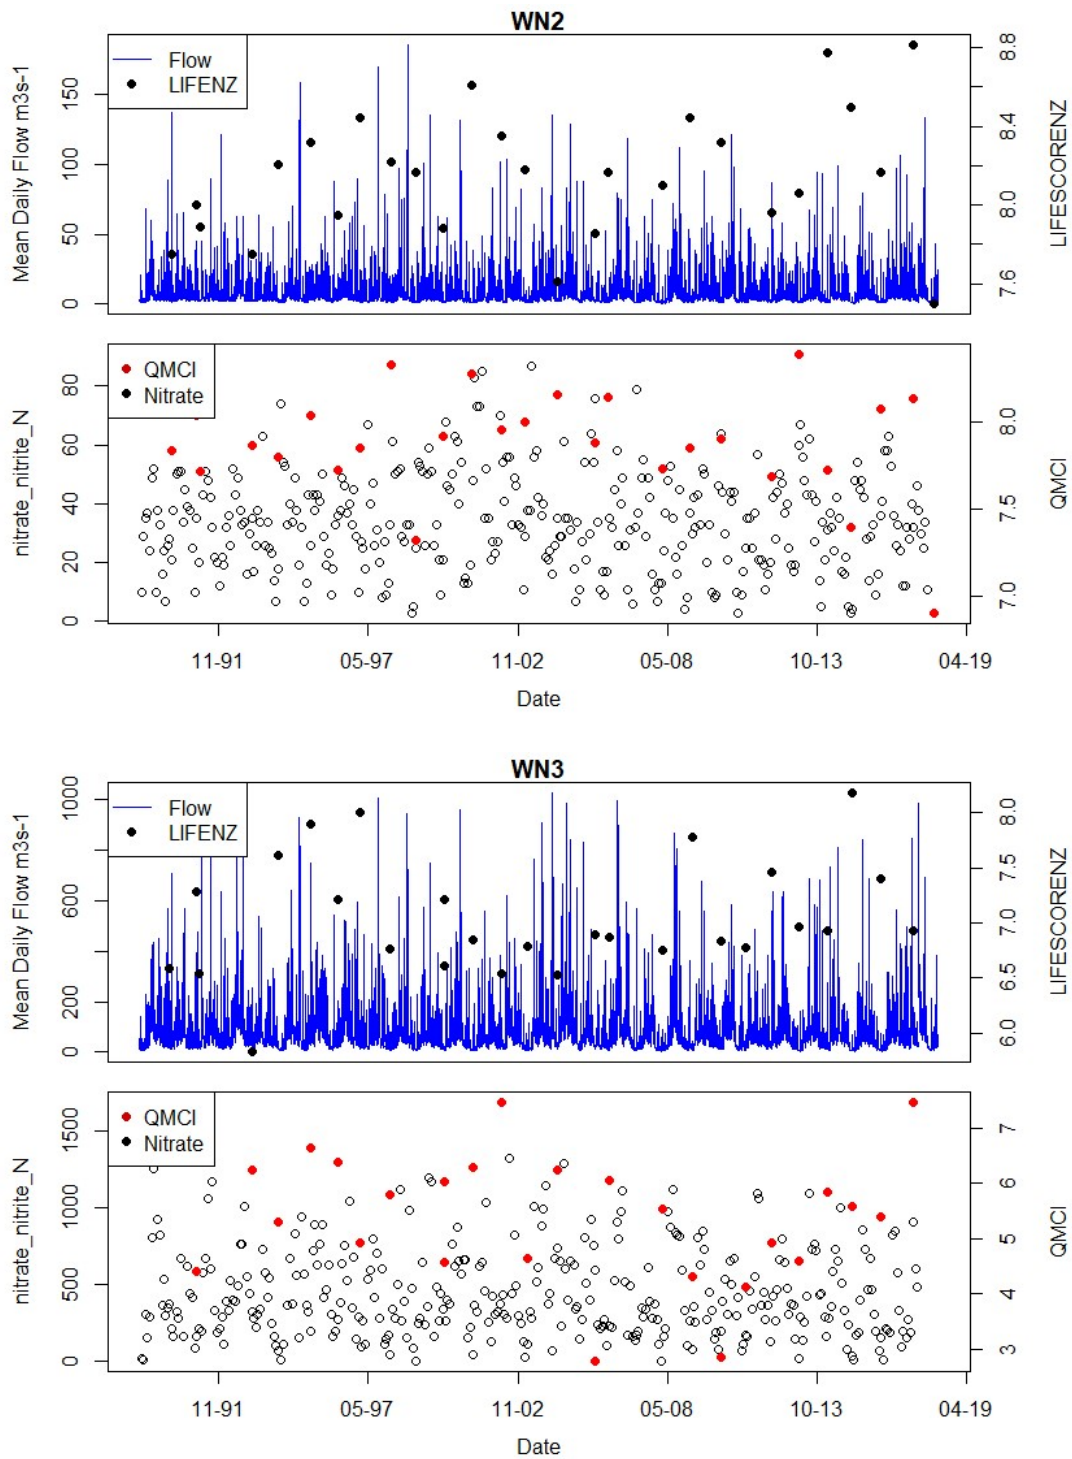 WN2
Flow
LIFENZ
Mean Daily Flow m3s-1
0
50
100
150
7.6
8.0
8.4
8.8
LIFESCORENZ
QMCI
Nitrate
nitrate_nitrite_N
0
20
40
60
80
7.0
7.5
8.0
QMCI
11-91
05-97
11-02
05-08
10-13
04-19
Date
WN3
Flow
LIFENZ
Mean Daily Flow m3s-1
0
200
600
1000
6.0
6.5
7.0
7.5
8.0
LIFESCORENZ
QMCI
Nitrate
nitrate_nitrite_N
0
500
1000
1500
3
4
5
6
7
QMCI
11-91
05-97
11-02
05-08
10-13
04-19
Date